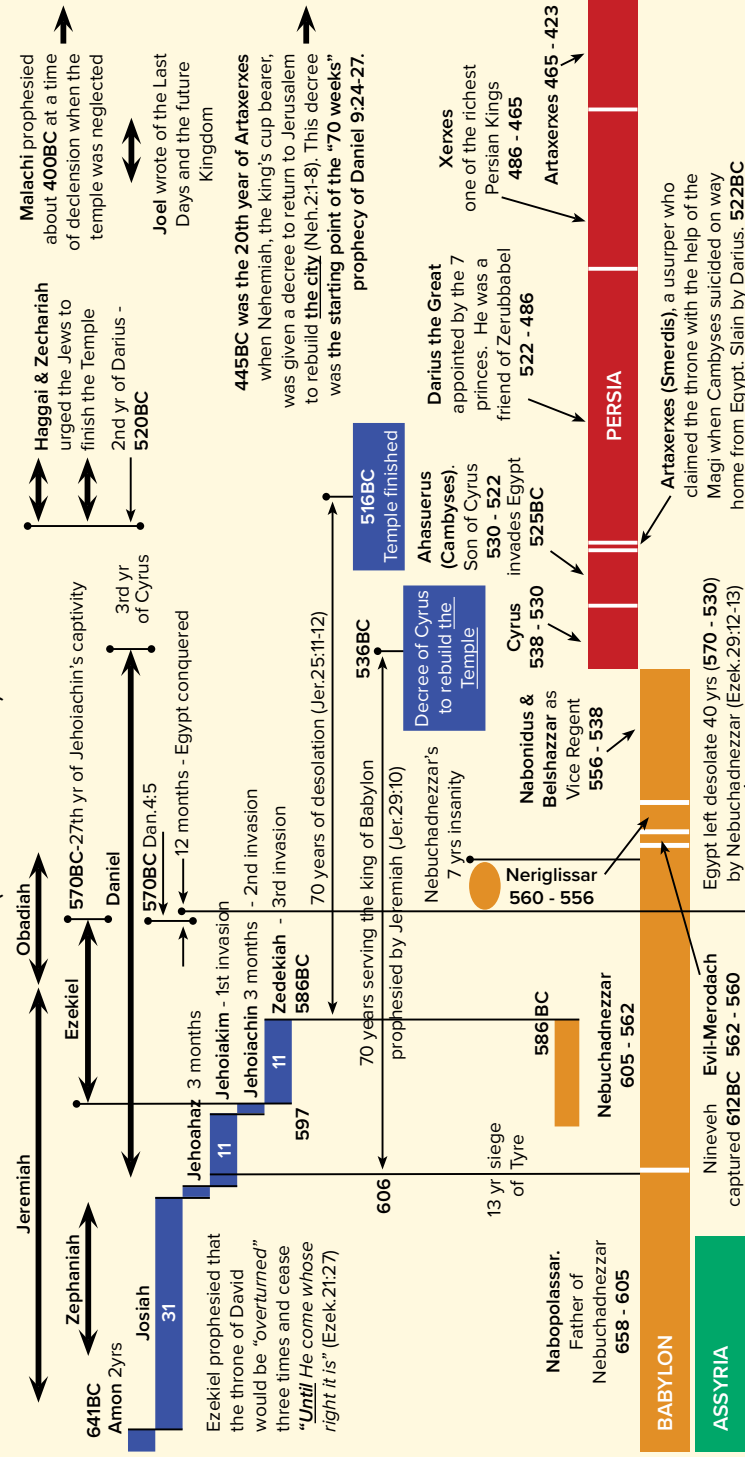 Jeremiah
Obadiah
Zephaniah
Ezekiel
570BC-27th yr of Jehoiachin's captivity
Daniel
3rd yr
of Cyrus
570BC Dan.4:5
12 months - Egypt conquered
641BC
Amon 2yrs
Josiah
31
Jehoahaz 3 months
Jehoiakim - 1st invasion
11
Jehoiachin 3 months - 2nd invasion
Zedekiah - 3rd invasion
11
586BC
597
Haggai & Zechariah
urged the Jews to
finish the Temple
2nd yr of Darius -
520BC
Malachi prophesied
about 400BC at a time
of declension when the
temple was neglected
Joel wrote of the Last
Days and the future
Kingdom
Ezekiel prophesied that
the throne of David
would be "overturned"
three times and cease
"Until He come whose
right it is" (Ezek.21:27)
70 years of desolation (Jer.25:11-12)
516BC
Temple finished
445BC was the 20th year of Artaxerxes
when Nehemiah, the king's cup bearer,
was given a decree to return to Jerusalem
to rebuild the city (Neh.2:1-8). This decree
was the starting point of the "70 weeks"
prophecy of Daniel 9:24-27.
606
70 years serving the king of Babylon
prophesied by Jeremiah (Jer.29:10)
536BC
Decree of Cyrus
to rebuild the
Temple
13 yr siege
of Tyre
586BC
Nebuchadnezzar's
7 yrs insanity
Nabopolassar.
Father of
Nebuchadnezzar
658 - 605
Nebuchadnezzar
605 - 562
Neriglissar
560 - 556
Nabonidus &
Belshazzar as
Vice Regent
556 - 538
Cyrus
538 - 530
Ahasuerus
(Cambyses).
Son of Cyrus
530 - 522
invades Egypt
525BC
Darius the Great
appointed by the 7
princes. He was a
friend of Zerubbabel
522 - 486
Xerxes
one of the richest
Persian Kings
486 - 465
Artaxerxes 465 - 423
PERSIA
BABYLON
ASSYRIA
Nineveh
captured 612BC
Evil-Merodach
562 - 560
Egypt left desolate 40 yrs (570 - 530)
by Nebuchadnezzar (Ezek.29:12-13)
Artaxerxes (Smerdis), a usurper who
claimed the throne with the help of the
Magi when Cambyses suicided on way
home from Egypt. Slain by Darius. 522BC